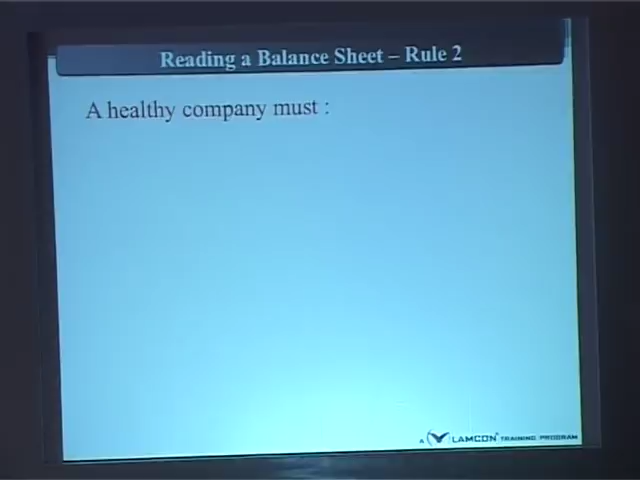 Reading a Balance Sheet – Rule 2
A healthy company must :
A LAMCON TRAINING PROGRAM